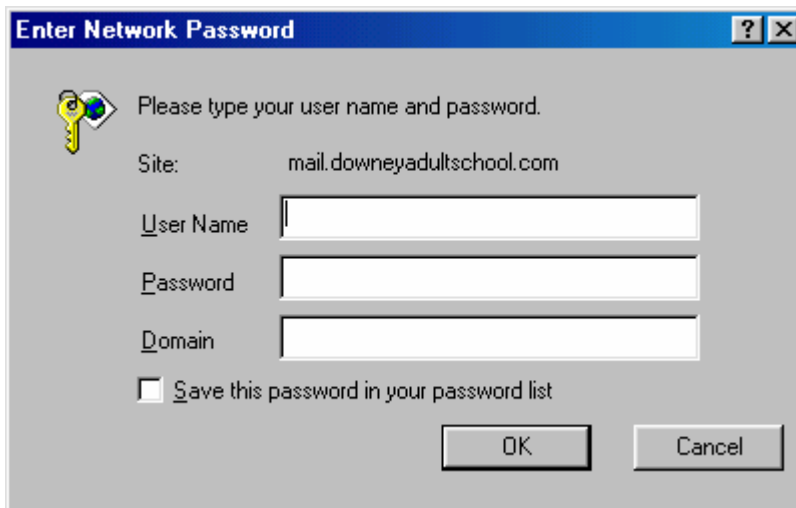 Enter Network Password
Please type your user name and password.
Site: mail.downeyadultschool.com
User Name
Password
Domain
Save this password in your password list
OK Cancel